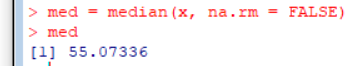 > med = median(x, na.rm = FALSE)
> med
[1] 55.07336